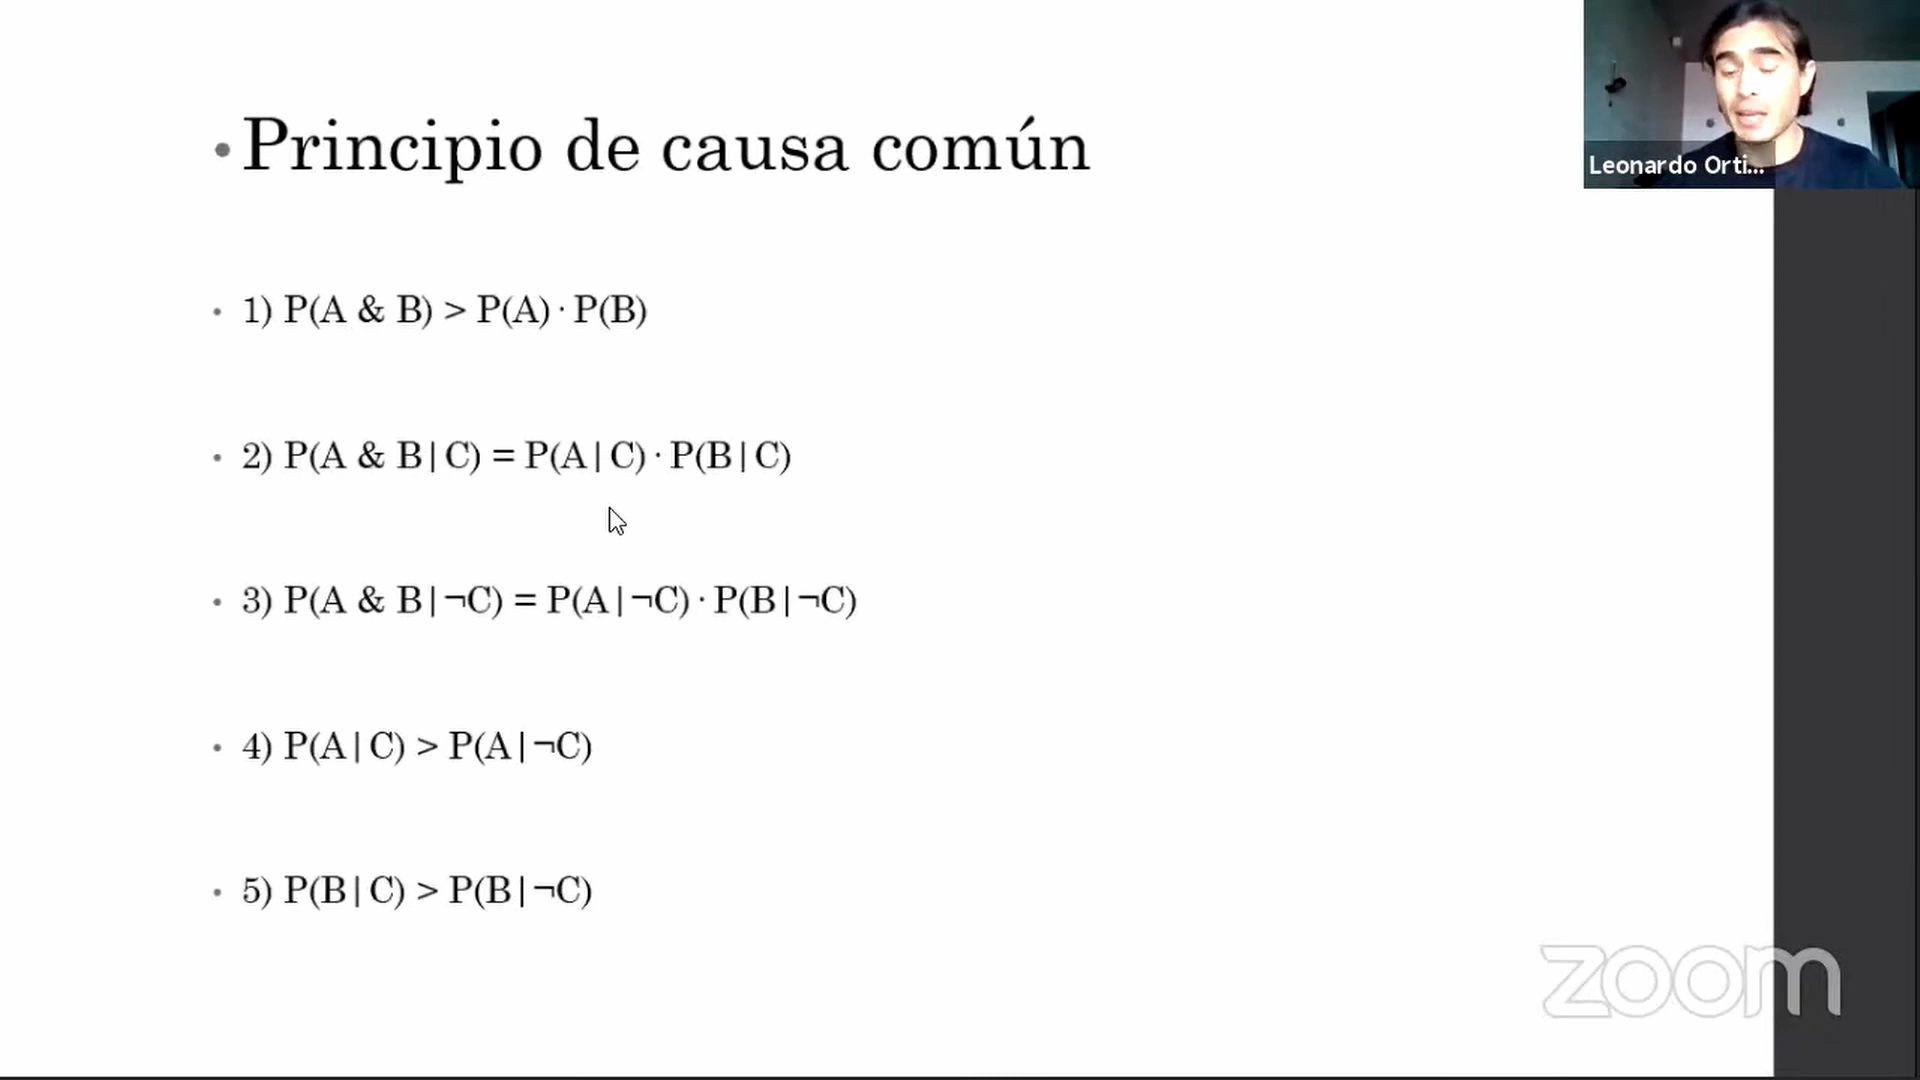 • Principio de causa común
• 1) P(A & B) > P(A) · P(B)
• 2) P(A & B | C) = P(A | C) · P(B | C)
• 3) P(A & B | ¬C) = P(A | ¬C) · P(B | ¬C)
• 4) P(A | C) > P(A | ¬C)
• 5) P(B | C) > P(B | ¬C)
Leonardo Orti...
zoom